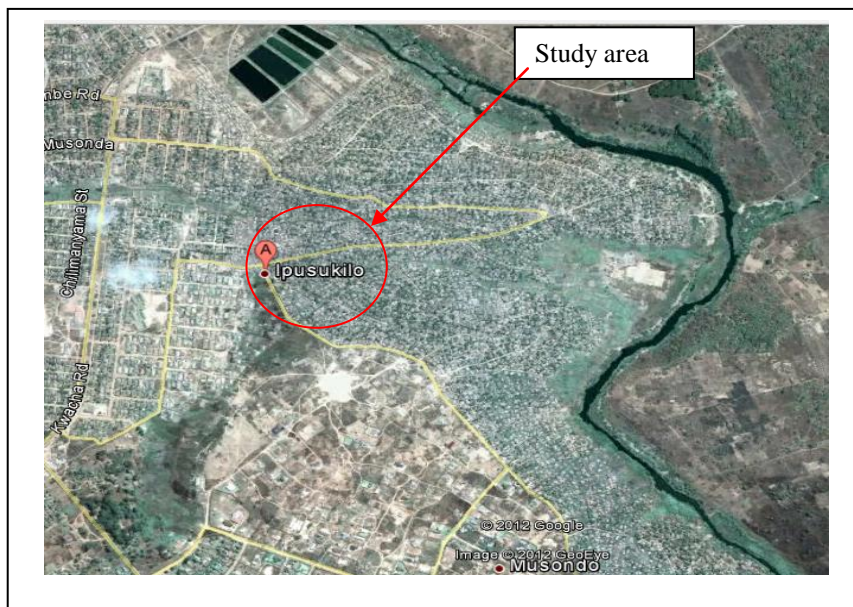 Study area
mbe Rd
Musonda
Chilimanyama St
A
Ipusukilo
Kwacha Rd
© 2012 Google
Image © 2012 GeoEye
Musondo